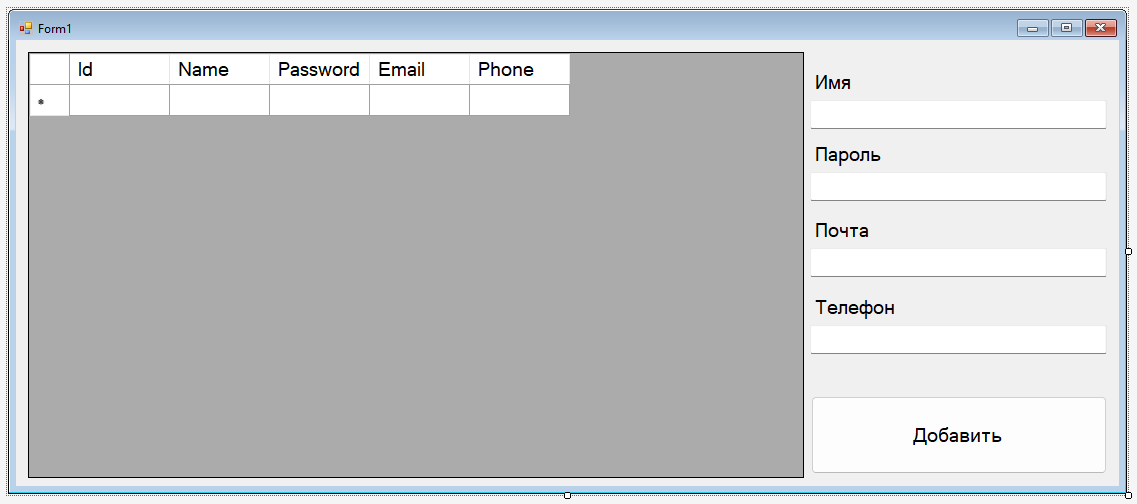 Form1
Id Name Password Email Phone
*
Имя
Пароль
Почта
Телефон
Добавить